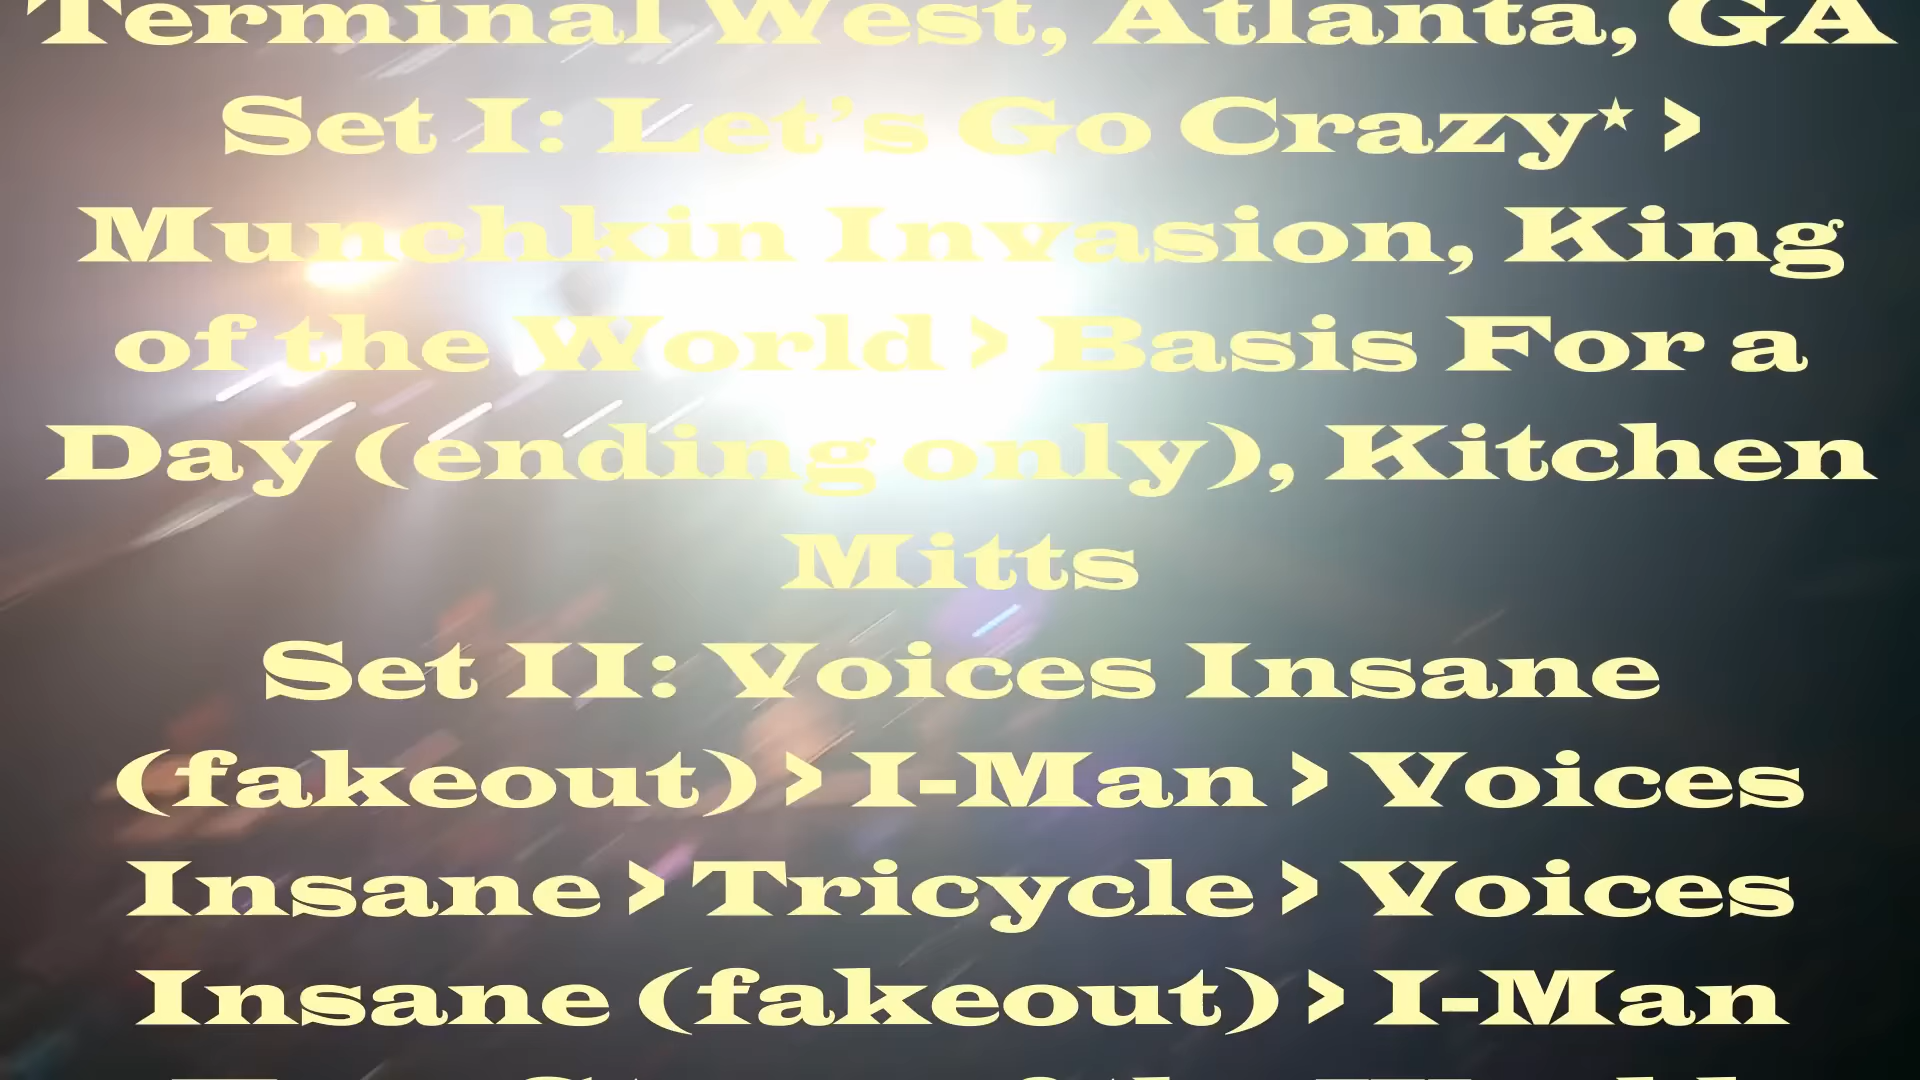 Terminal West, Atlanta, GA
Set I: Let’s Go Crazy* >
Munchkin Invasion, King
of the World > Basis For a
Day (ending only), Kitchen
Mitts
Set II: Voices Insane
(fakeout) > I-Man > Voices
Insane > Tricycle > Voices
Insane (fakeout) > I-Man